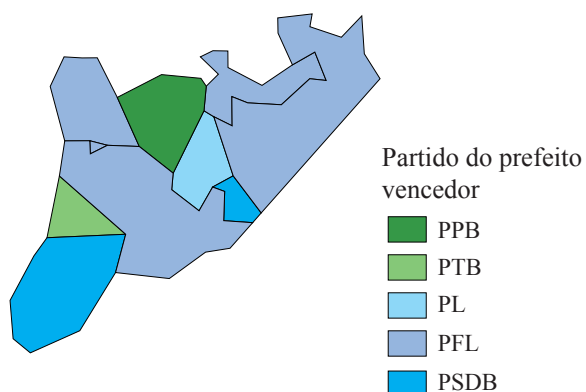 Partido do prefeito
vencedor
PPB
PTB
PL
PFL
PSDB